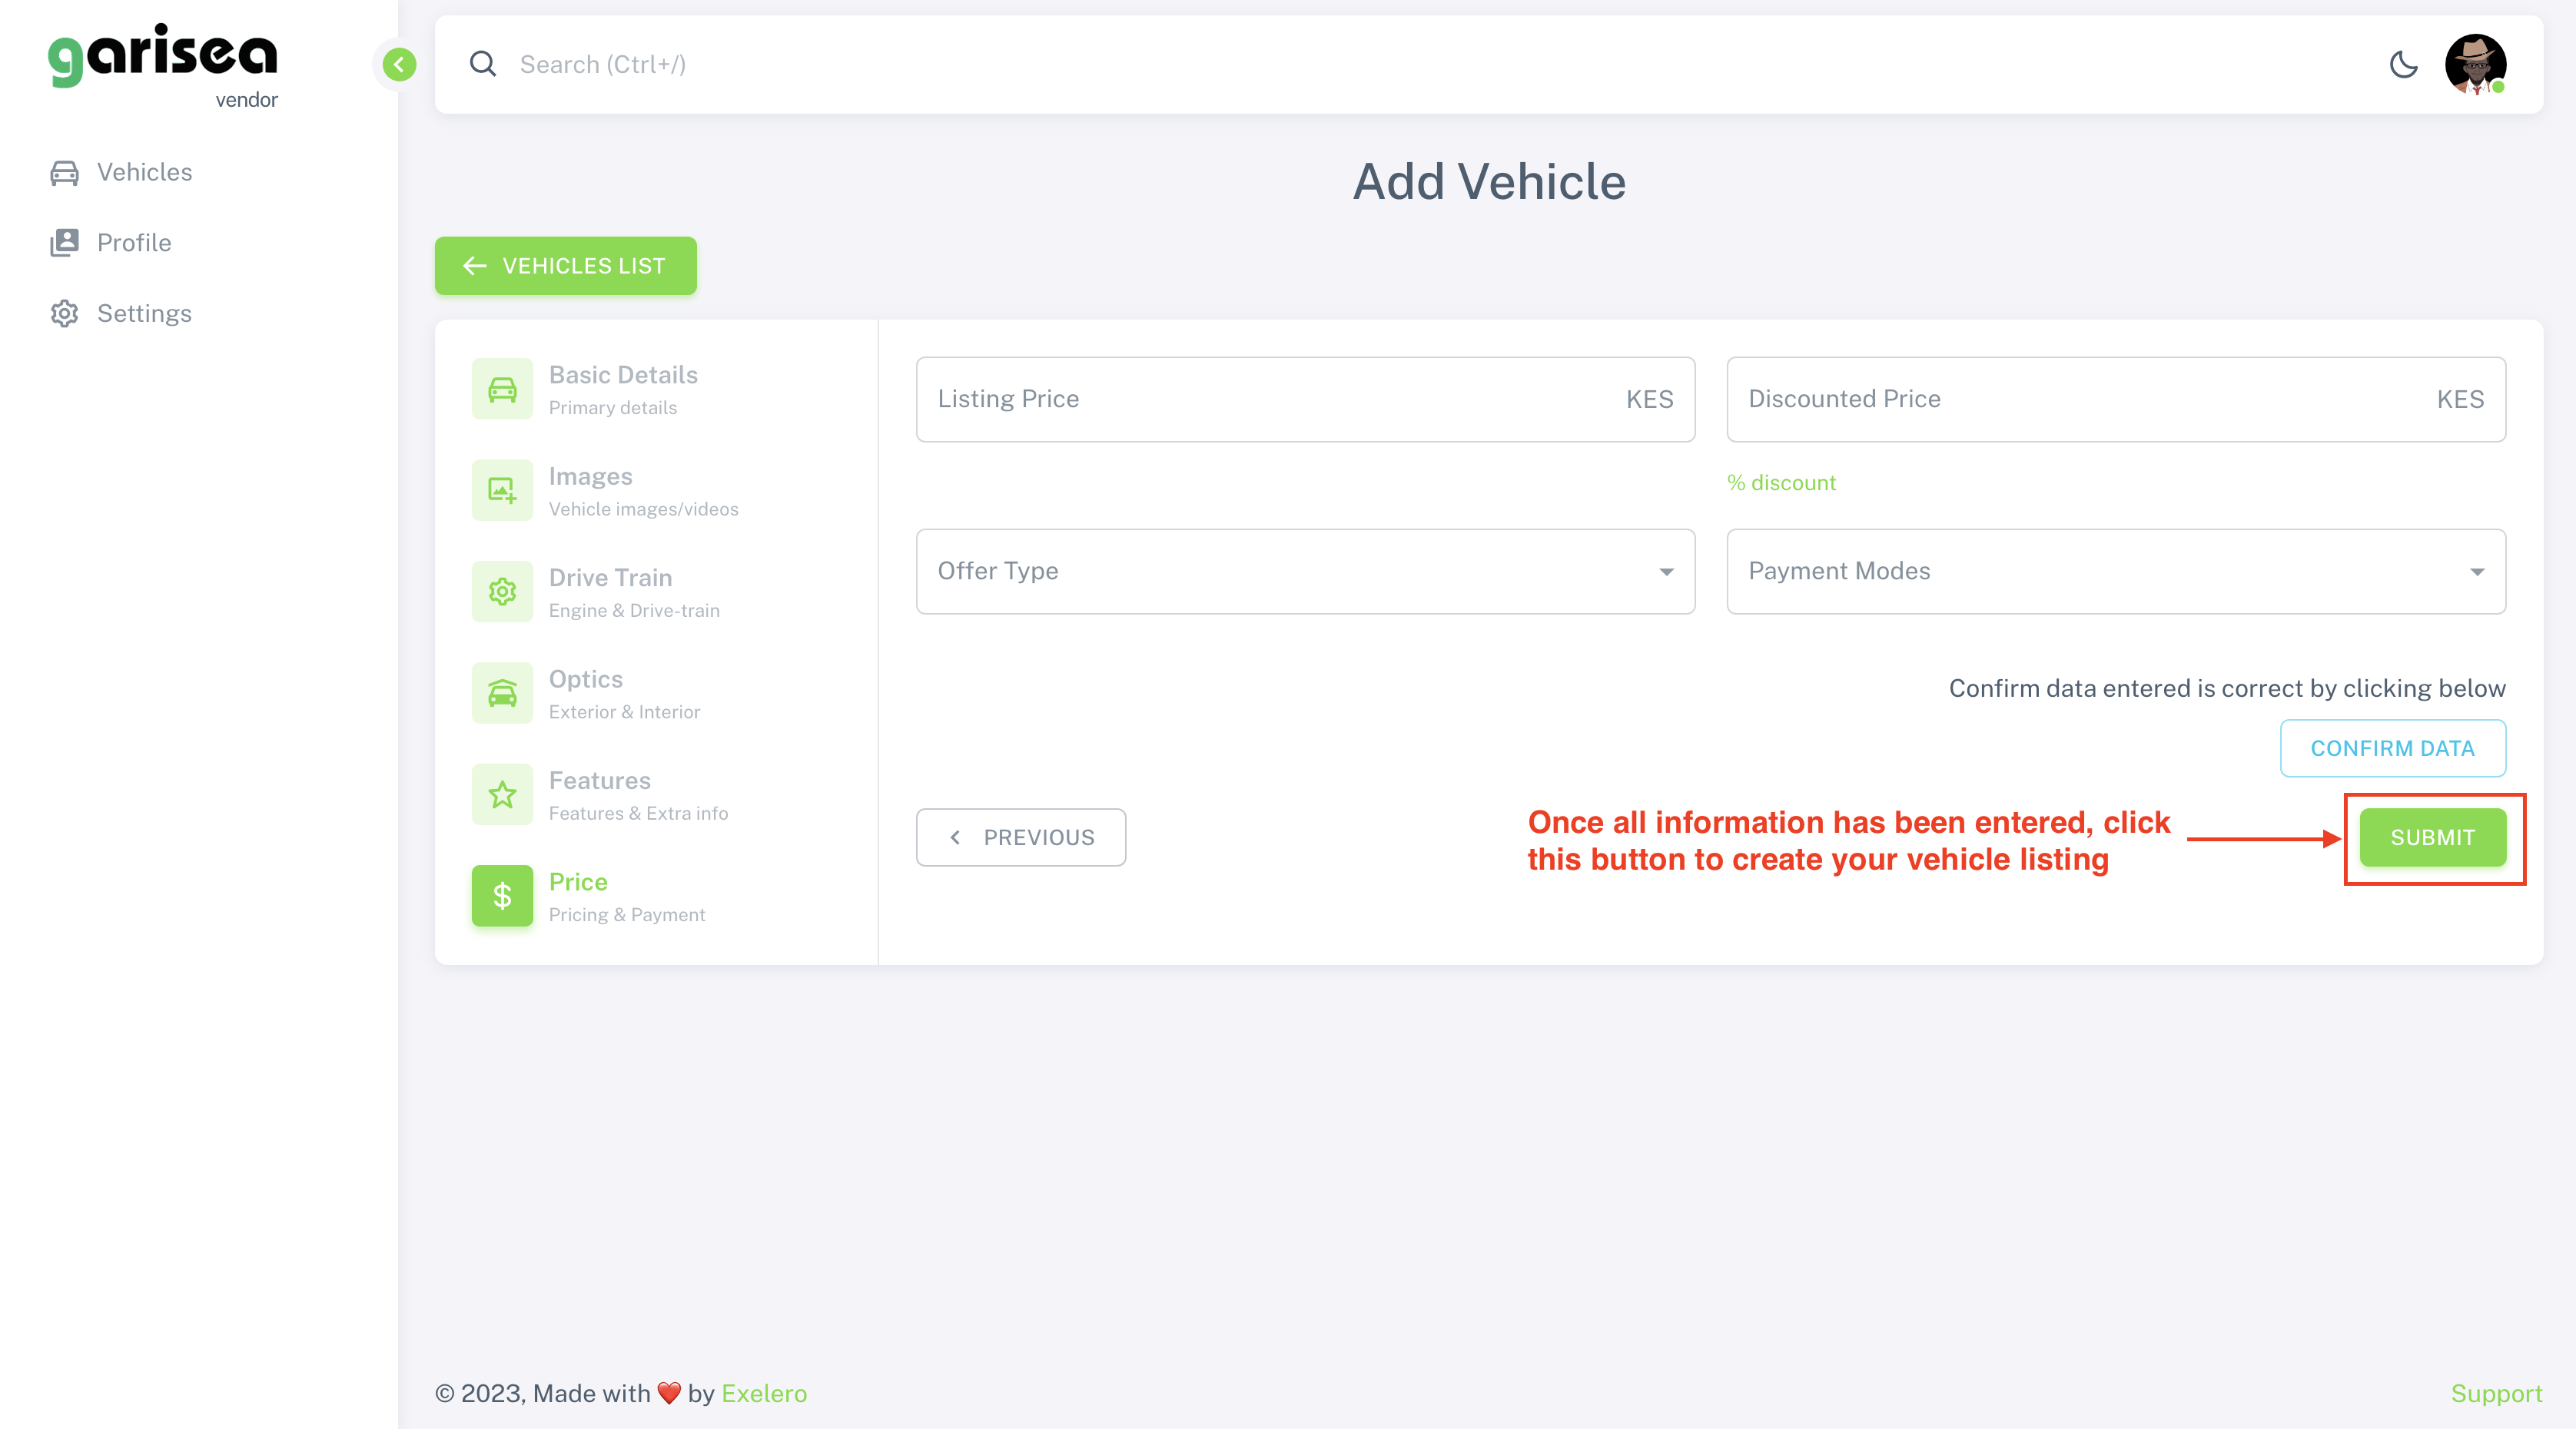 garisea
vendor
Search (Ctrl+/)
Vehicles
Profile
Settings
Add Vehicle
VEHICLES LIST
Basic Details
Primary details
Images
Vehicle images/videos
Drive Train
Engine & Drive-train
Optics
Exterior & Interior
Features
Features & Extra info
$
Price
Pricing & Payment
Listing Price KES
Discounted Price KES
% discount
Offer Type
Payment Modes
Confirm data entered is correct by clicking below
CONFIRM DATA
PREVIOUS
Once all information has been entered, click
this button to create your vehicle listing
SUBMIT
© 2023, Made with ❤️ by Exelero
Support